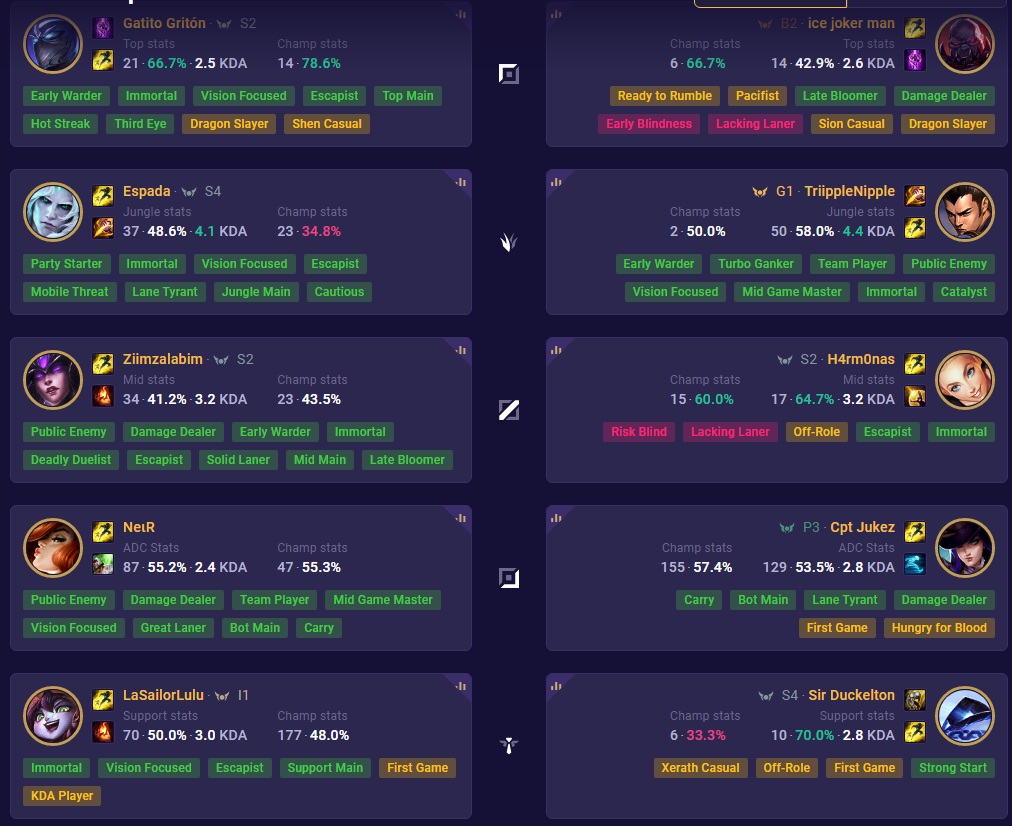 Gatito Gritón · S2
Top stats Champ stats
21 · 66.7% · 2.5 KDA 14 · 78.6%
Early Warder Immortal Vision Focused Escapist Top Main
Hot Streak Third Eye Dragon Slayer Shen Casual
B2 · ice joker man
Champ stats Top stats
6 · 66.7% 14 · 42.9% · 2.6 KDA
Ready to Rumble Pacifist Late Bloomer Damage Dealer
Early Blindness Lacking Laner Sion Casual Dragon Slayer
Espada · S4
Jungle stats Champ stats
37 · 48.6% · 4.1 KDA 23 · 34.8%
Party Starter Immortal Vision Focused Escapist
Mobile Threat Lane Tyrant Jungle Main Cautious
G1 · TriippleNipple
Champ stats Jungle stats
2 · 50.0% 50 · 58.0% · 4.4 KDA
Early Warder Turbo Ganker Team Player Public Enemy
Vision Focused Mid Game Master Immortal Catalyst
Ziimzalabim · S2
Mid stats Champ stats
34 · 41.2% · 3.2 KDA 23 · 43.5%
Public Enemy Damage Dealer Early Warder Immortal
Deadly Duelist Escapist Solid Laner Mid Main Late Bloomer
S2 · H4rm0nas
Champ stats Mid stats
15 · 60.0% 17 · 64.7% · 3.2 KDA
Risk Blind Lacking Laner Off-Role Escapist Immortal
NeιR
ADC Stats Champ stats
87 · 55.2% · 2.4 KDA 47 · 55.3%
Public Enemy Damage Dealer Team Player Mid Game Master
Vision Focused Great Laner Bot Main Carry
P3 · Cpt Jukez
Champ stats ADC Stats
155 · 57.4% 129 · 53.5% · 2.8 KDA
Carry Bot Main Lane Tyrant Damage Dealer
First Game Hungry for Blood
LaSailorLulu · I1
Support stats Champ stats
70 · 50.0% · 3.0 KDA 177 · 48.0%
Immortal Vision Focused Escapist Support Main First Game
KDA Player
S4 · Sir Duckelton
Champ stats Support stats
6 · 33.3% 10 · 70.0% · 2.8 KDA
Xerath Casual Off-Role First Game Strong Start